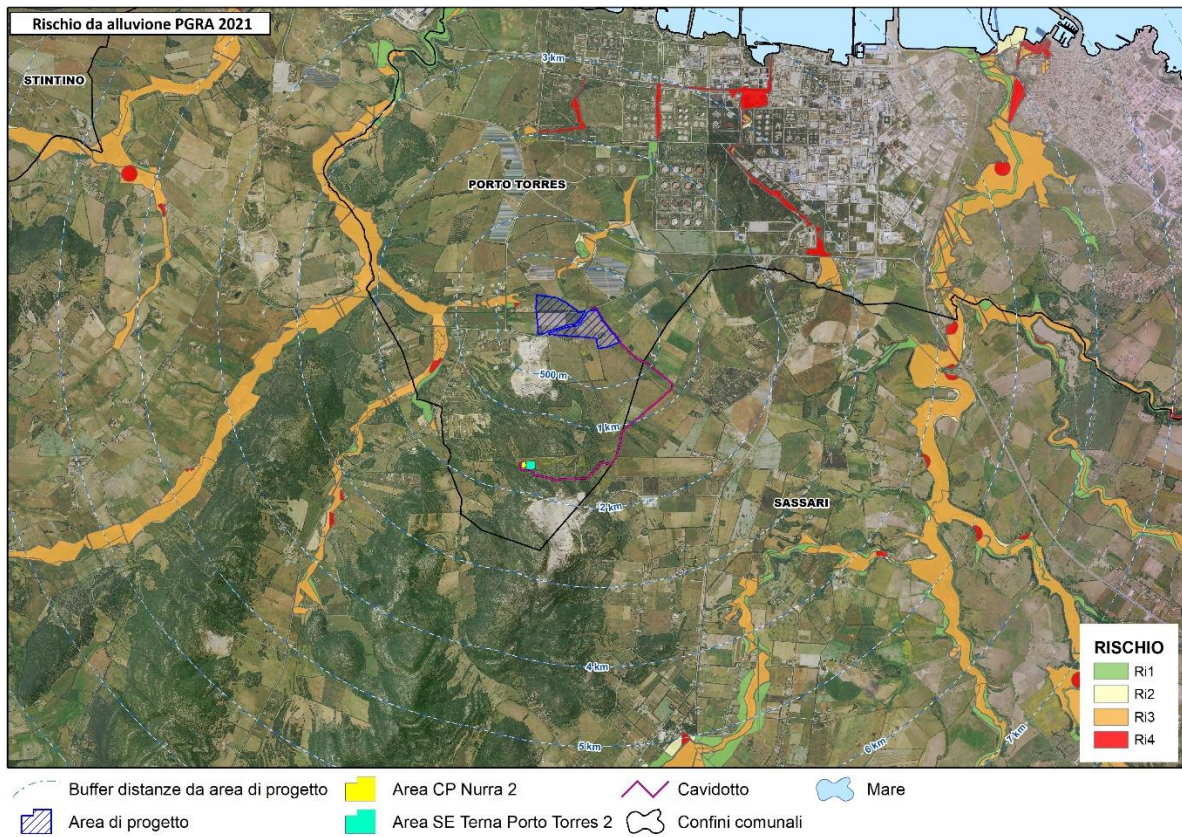 Rischio da alluvione PGRA 2021
STINTINO
3 km
PORTO TORRES
500 m
1 km
2 km
SASSARI
4 km
5 km
6 km
7 km
RISCHIO
Ri1
Ri2
Ri3
Ri4
Buffer distanze da area di progetto
Area CP Nurra 2
Cavidotto
Mare
Area di progetto
Area SE Terna Porto Torres 2
Confini comunali